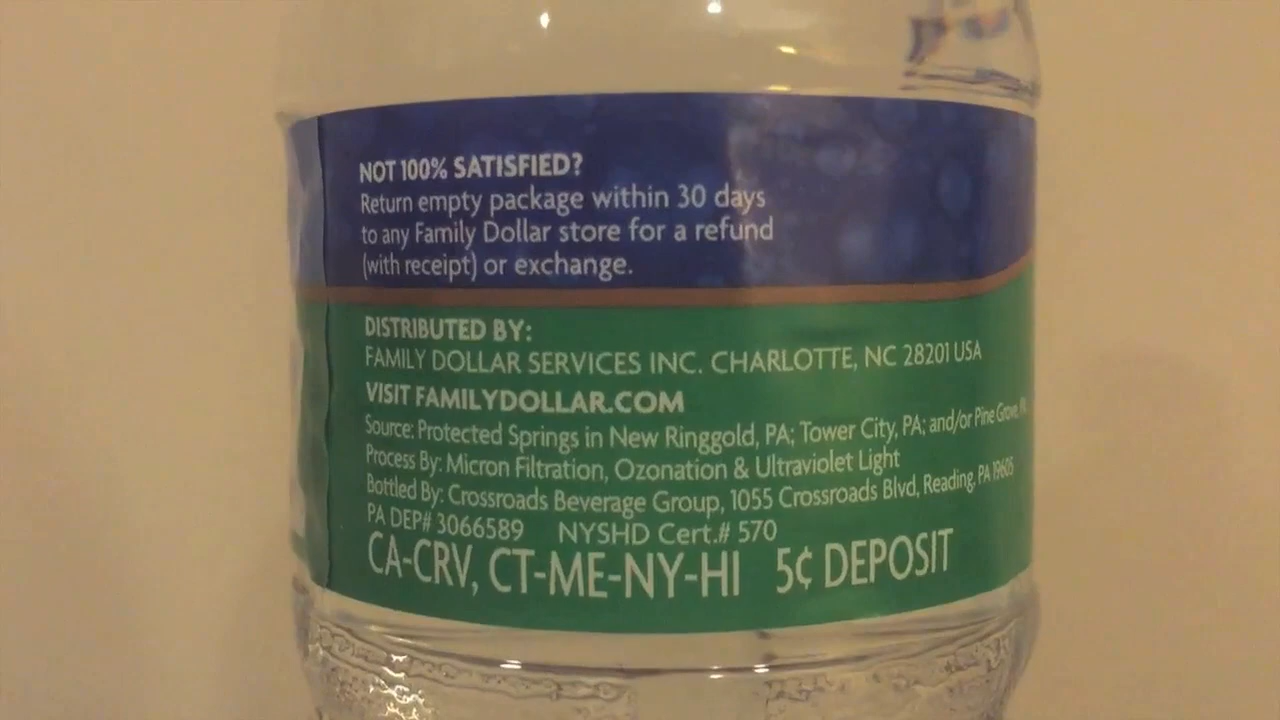 NOT 100% SATISFIED?
Return empty package within 30 days
to any Family Dollar store for a refund
(with receipt) or exchange.
DISTRIBUTED BY:
FAMILY DOLLAR SERVICES INC. CHARLOTTE, NC 28201 USA
VISIT FAMILYDOLLAR.COM
Source: Protected Springs in New Ringgold, PA; Tower City, PA; and/or Pine Grove, PA
Process By: Micron Filtration, Ozonation & Ultraviolet Light
Bottled By: Crossroads Beverage Group, 1055 Crossroads Blvd, Reading, PA 19605
PA DEP# 3066589 NYSHD Cert.# 570
CA-CRV, CT-ME-NY-HI 5¢ DEPOSIT